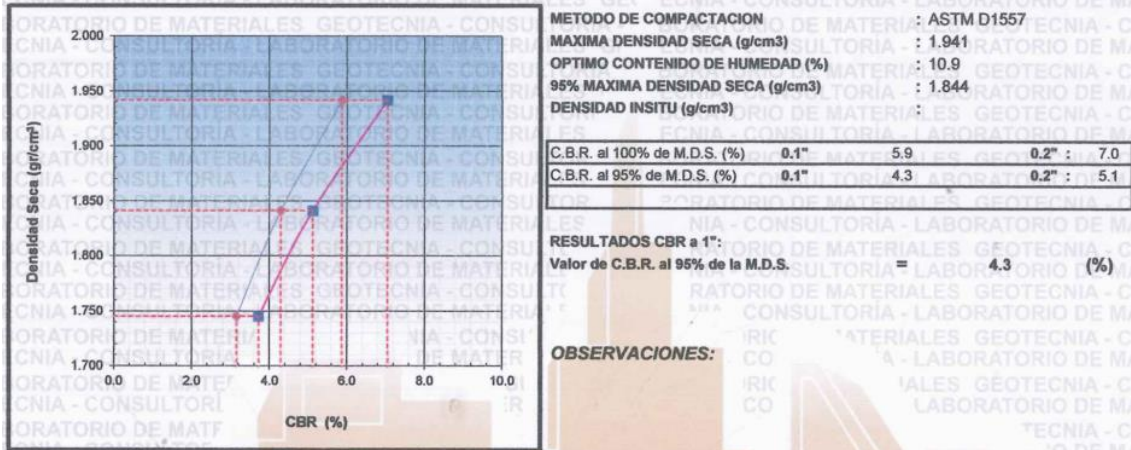 METODO DE COMPACTACION : ASTM D1557
MAXIMA DENSIDAD SECA (g/cm3) : 1.941
OPTIMO CONTENIDO DE HUMEDAD (%) : 10.9
95% MAXIMA DENSIDAD SECA (g/cm3) : 1.844
DENSIDAD INSITU (g/cm3) :
C.B.R. al 100% de M.D.S. (%) 0.1" 5.9 0.2" : 7.0
C.B.R. al 95% de M.D.S. (%) 0.1" 4.3 0.2" : 5.1
RESULTADOS CBR a 1":
Valor de C.B.R. al 95% de la M.D.S. = 4.3 (%)
OBSERVACIONES:
Densidad Seca (gr/cm³)
2.000
1.950
1.900
1.850
1.800
1.750
1.700
0.0 2.0 4.0 6.0 8.0 10.0
CBR (%)
LABORATORIO DE MATERIALES GEOTECNIA - CONSULTORÍA